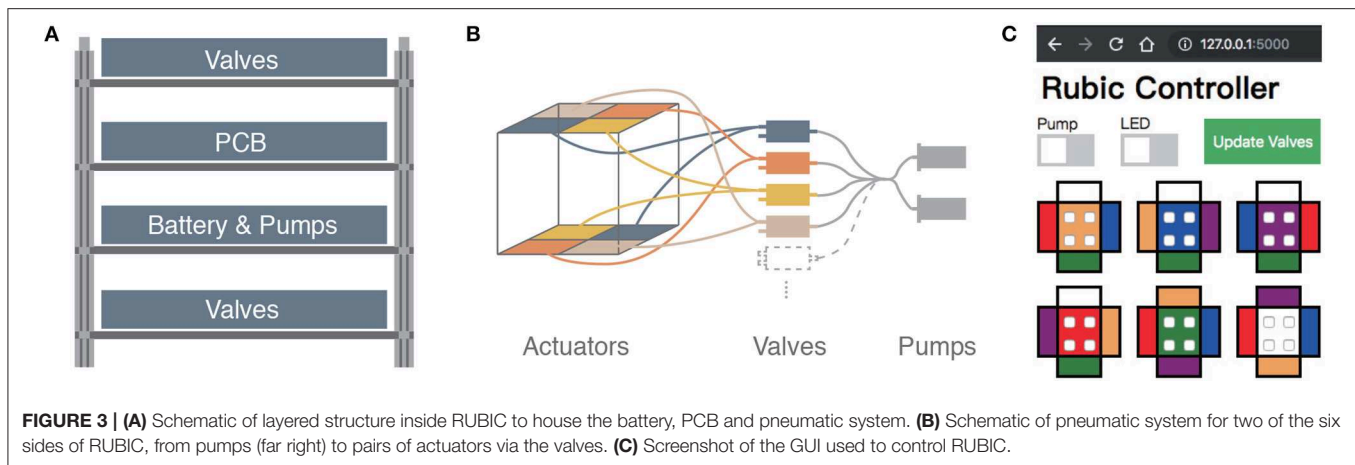 A
Valves
PCB
Battery & Pumps
Valves
B
Actuators
Valves
Pumps
C
127.0.0.1:5000
Rubic Controller
Pump
LED
Update Valves
FIGURE 3 | (A) Schematic of layered structure inside RUBIC to house the battery, PCB and pneumatic system. (B) Schematic of pneumatic system for two of the six
sides of RUBIC, from pumps (far right) to pairs of actuators via the valves. (C) Screenshot of the GUI used to control RUBIC.